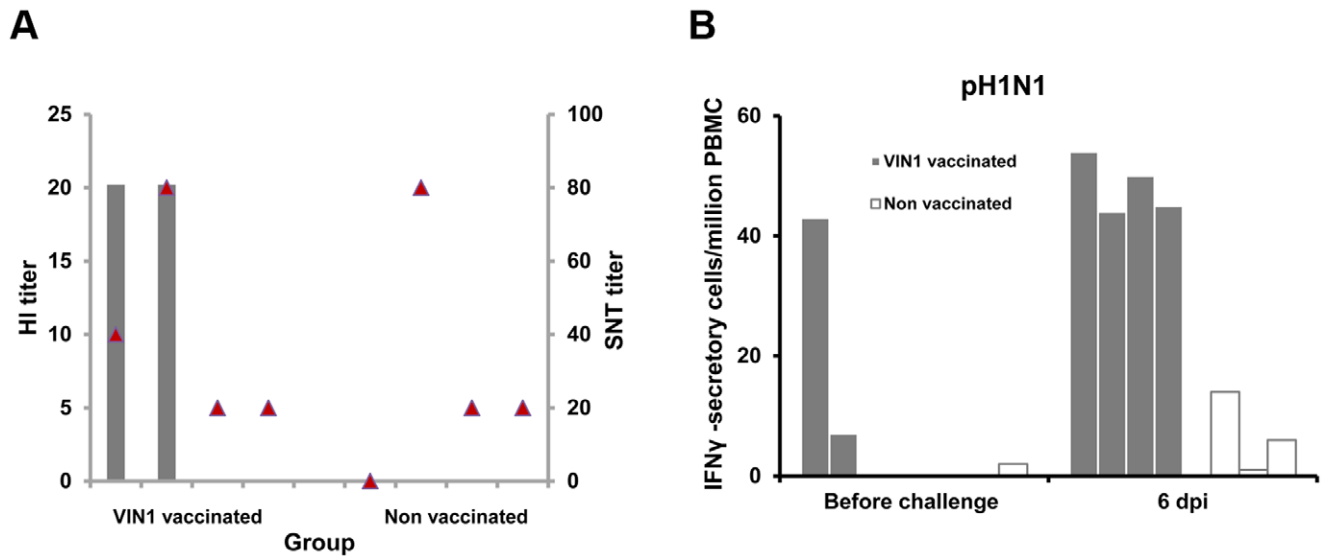 A
25
20
15
10
5
0
HI titer
100
80
60
40
20
0
SNT titer
VIN1 vaccinated
Non vaccinated
Group
B
pH1N1
60
40
20
0
IFNγ -secretory cells/million PBMC
VIN1 vaccinated
Non vaccinated
Before challenge
6 dpi